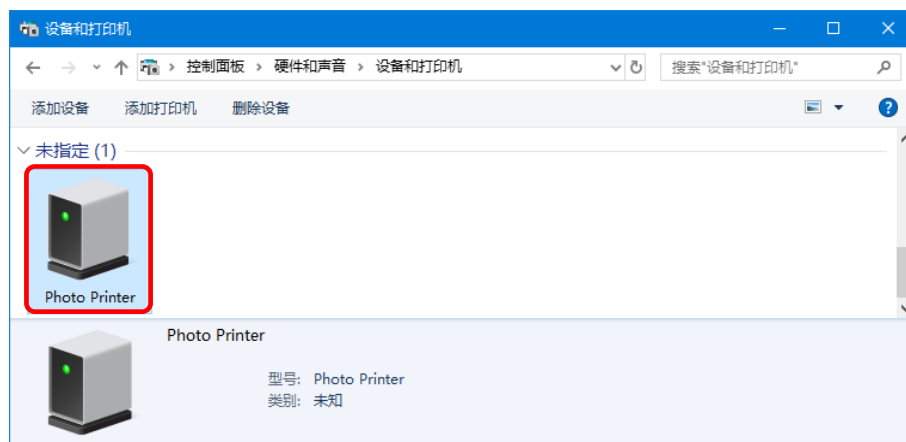 设备和打印机
控制面板 › 硬件和声音 › 设备和打印机
搜索"设备和打印机"
添加设备 添加打印机 删除设备
未指定 (1)
Photo Printer
Photo Printer
型号: Photo Printer
类别: 未知